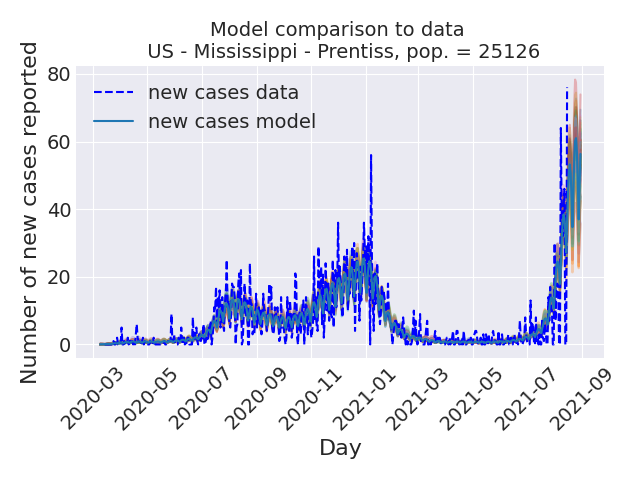 Model comparison to data
US - Mississippi - Prentiss, pop. = 25126
new cases data
new cases model
Number of new cases reported
80
60
40
20
0
2020-03
2020-05
2020-07
2020-09
2020-11
2021-01
2021-03
2021-05
2021-07
2021-09
Day